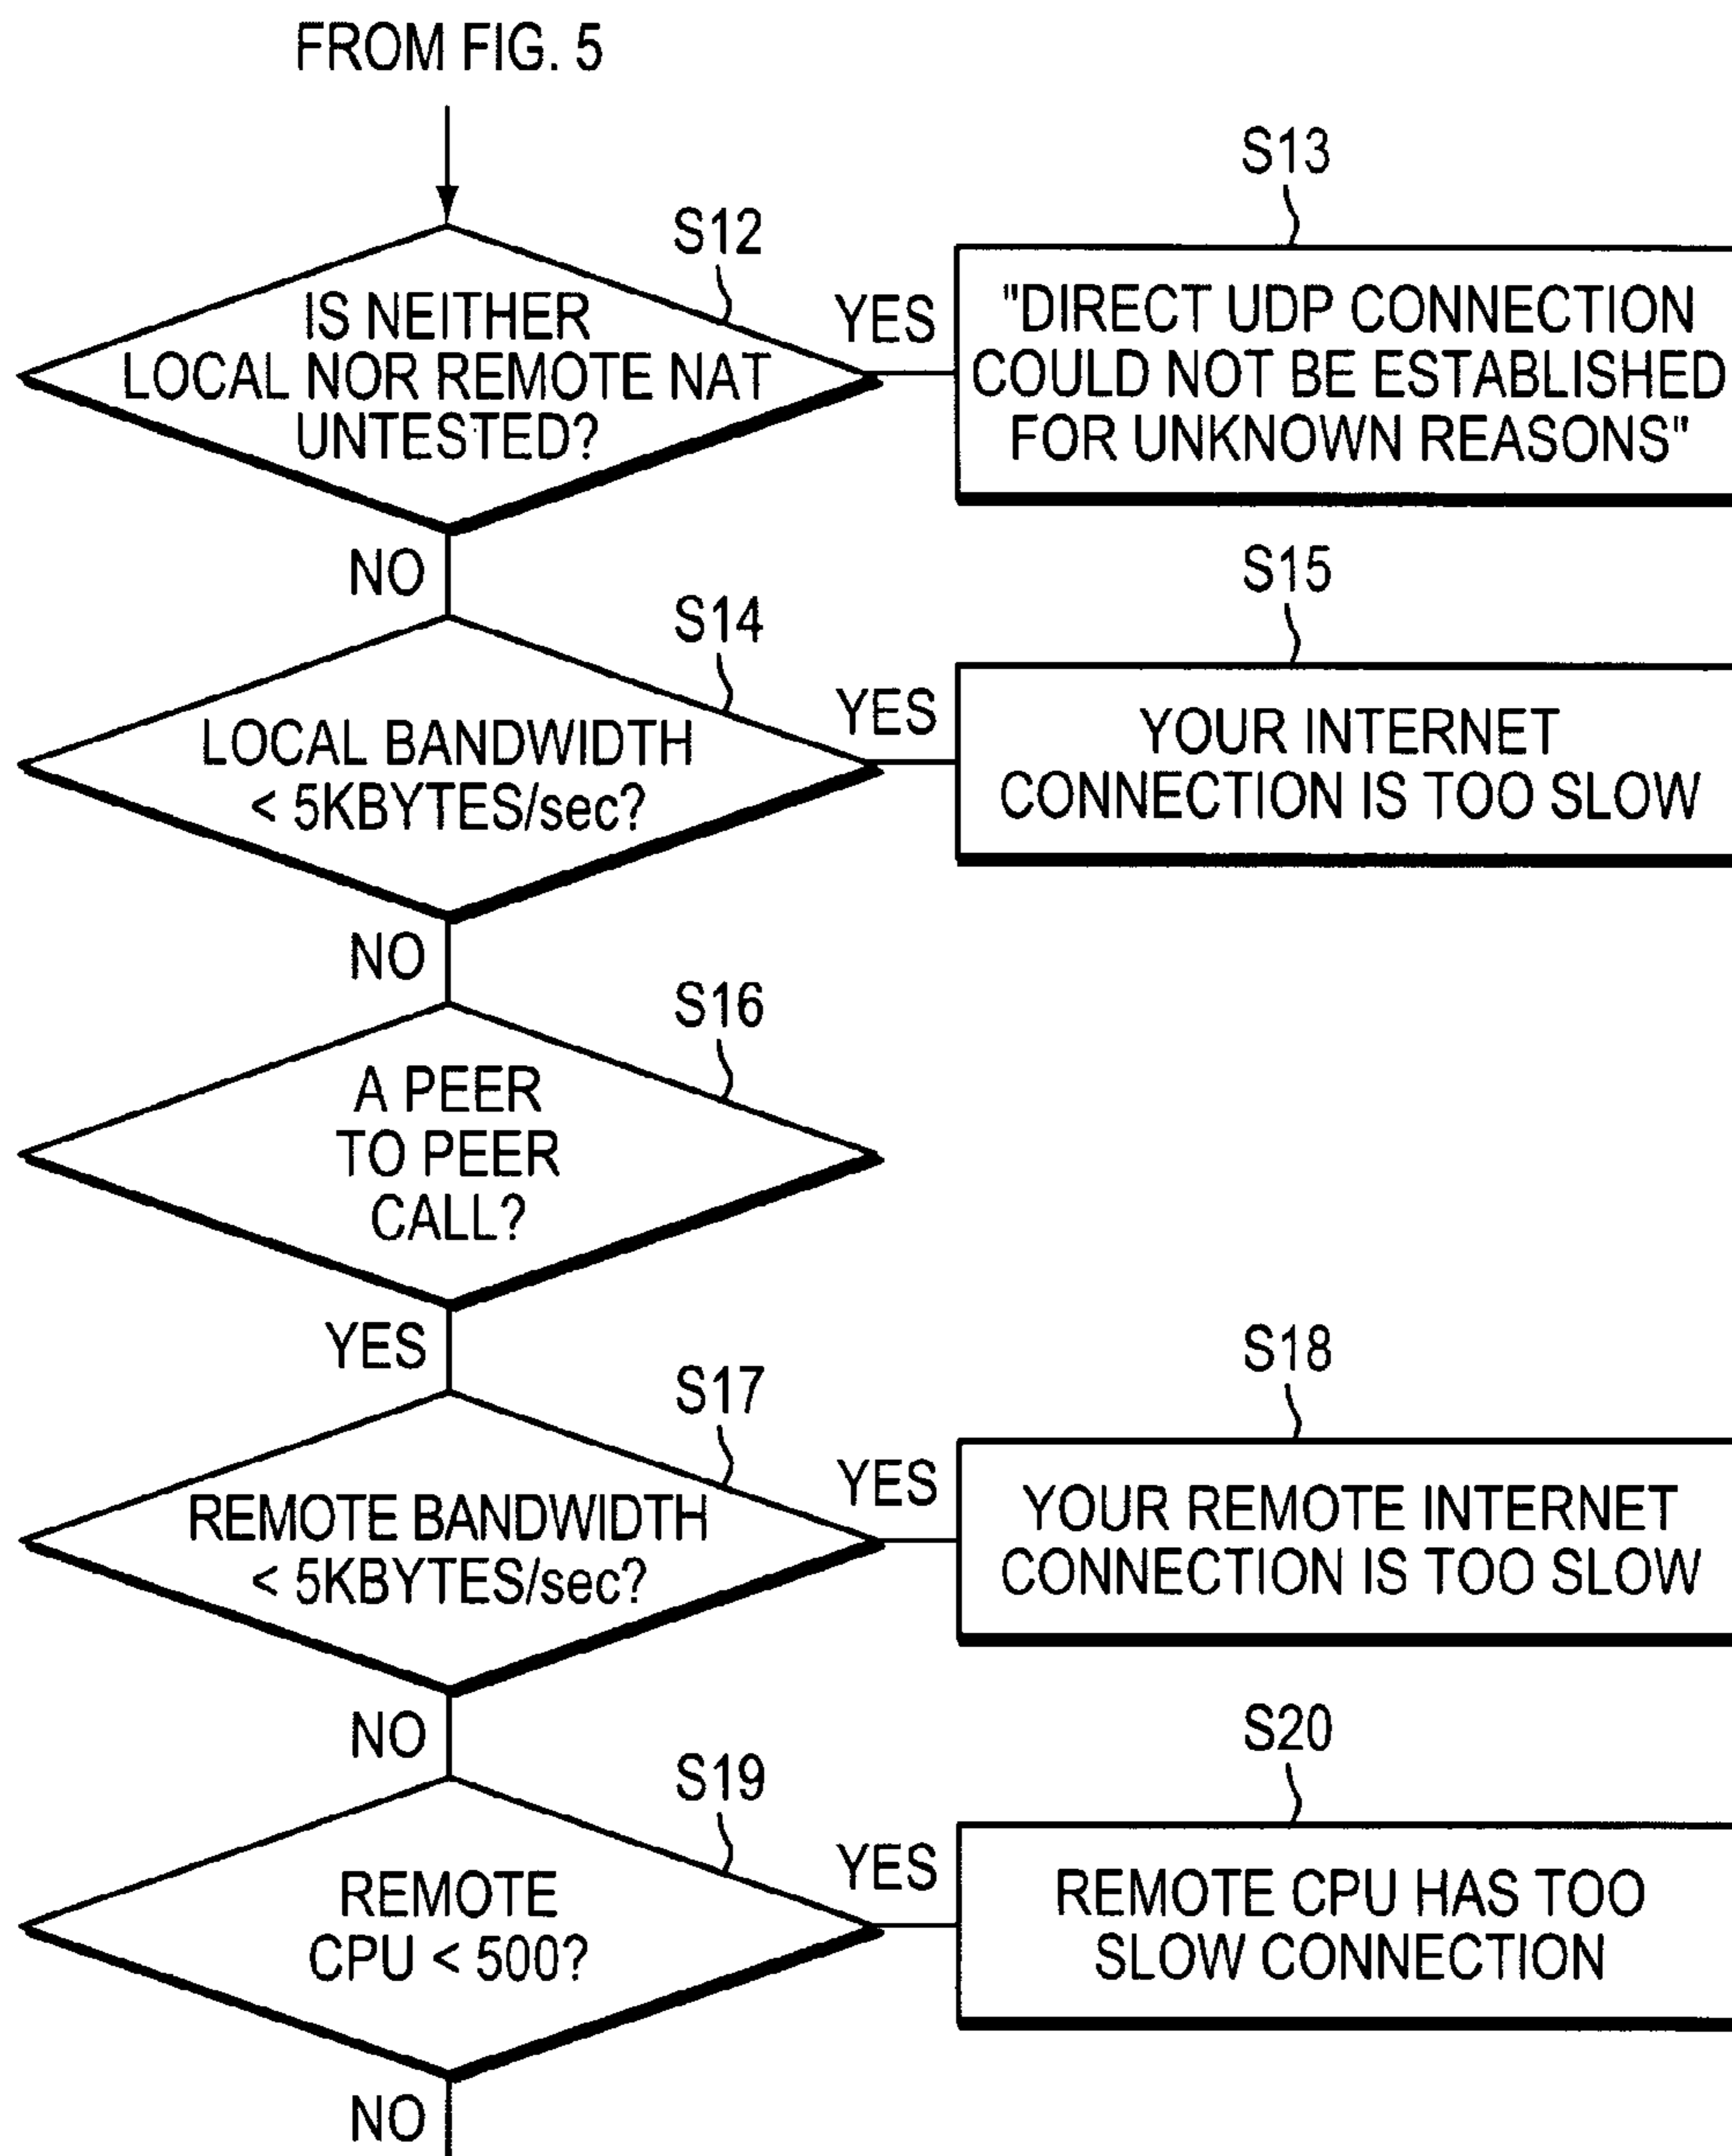 FROM FIG. 5
S12
IS NEITHER
LOCAL NOR REMOTE NAT
UNTESTED?
YES
S13
"DIRECT UDP CONNECTION
COULD NOT BE ESTABLISHED
FOR UNKNOWN REASONS"
NO
S14
LOCAL BANDWIDTH
< 5KBYTES/sec?
YES
S15
YOUR INTERNET
CONNECTION IS TOO SLOW
NO
S16
A PEER
TO PEER
CALL?
YES
S17
REMOTE BANDWIDTH
< 5KBYTES/sec?
YES
S18
YOUR REMOTE INTERNET
CONNECTION IS TOO SLOW
NO
S19
REMOTE
CPU < 500?
YES
S20
REMOTE CPU HAS TOO
SLOW CONNECTION
NO